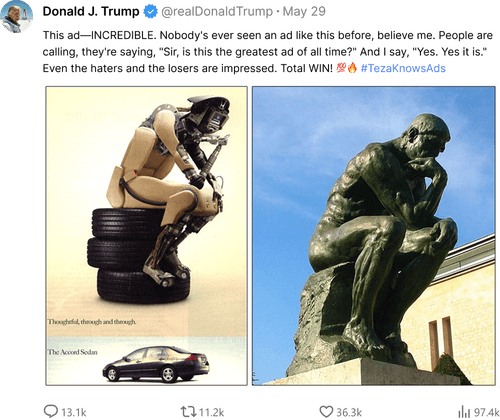 Donald J. Trump @realDonaldTrump · May 29
This ad—INCREDIBLE. Nobody's ever seen an ad like this before, believe me. People are
calling, they're saying, "Sir, is this the greatest ad of all time?" And I say, "Yes. Yes it is."
Even the haters and the losers are impressed. Total WIN! 💯🔥 #TezaKnowsAds
Thoughtful, through and through.
The Accord Sedan
13.1k 11.2k 36.3k 97.4k